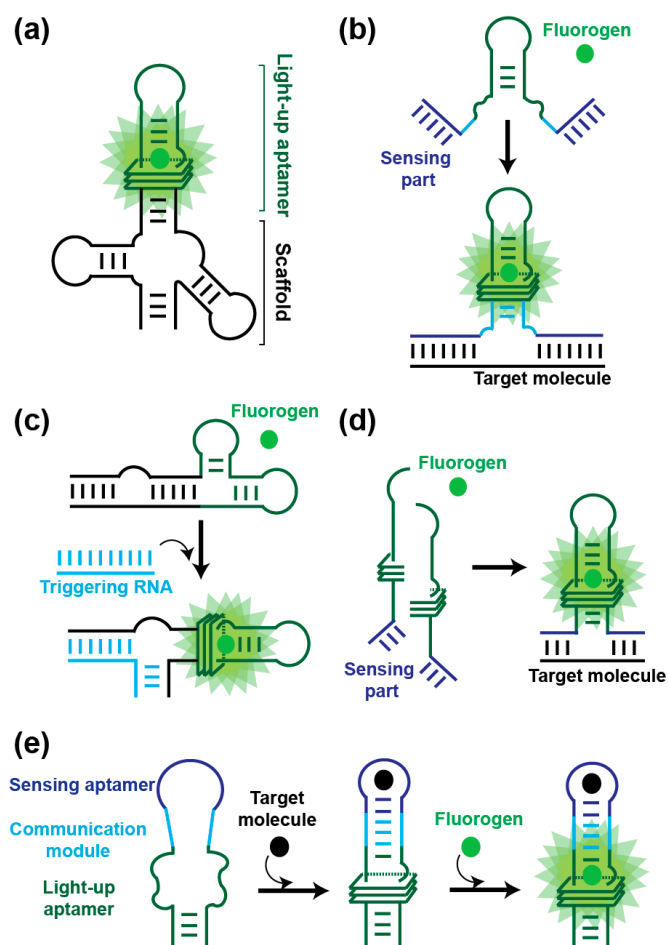 (a)
Light-up aptamer
Scaffold
(b)
Fluorogen
Sensing
part
Target molecule
(c)
Fluorogen
Triggering RNA
(d)
Fluorogen
Sensing
part
Target molecule
(e)
Sensing aptamer
Communication
module
Light-up
aptamer
Target
molecule
Fluorogen